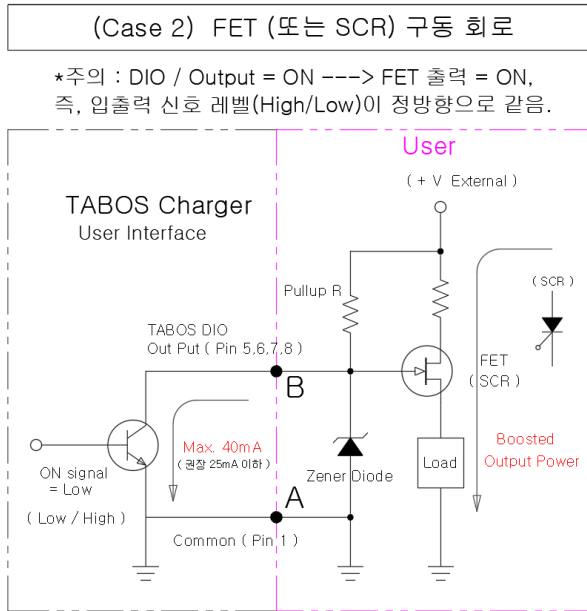 (Case 2) FET (또는 SCR) 구동 회로
*주의 : DIO / Output = ON ---> FET 출력 = ON,
즉, 입출력 신호 레벨(High/Low)이 정방향으로 같음.
User
( + V External )
TABOS Charger
User Interface
Pullup R
( SCR )
TABOS DIO
Out Put ( Pin 5,6,7,8 )
FET
(SCR)
B
Max. 40mA
( 권장 25mA 이하 )
ON signal
= Low
( Low / High )
Zener Diode
Load
Boosted
Output Power
A
Common ( Pin 1 )